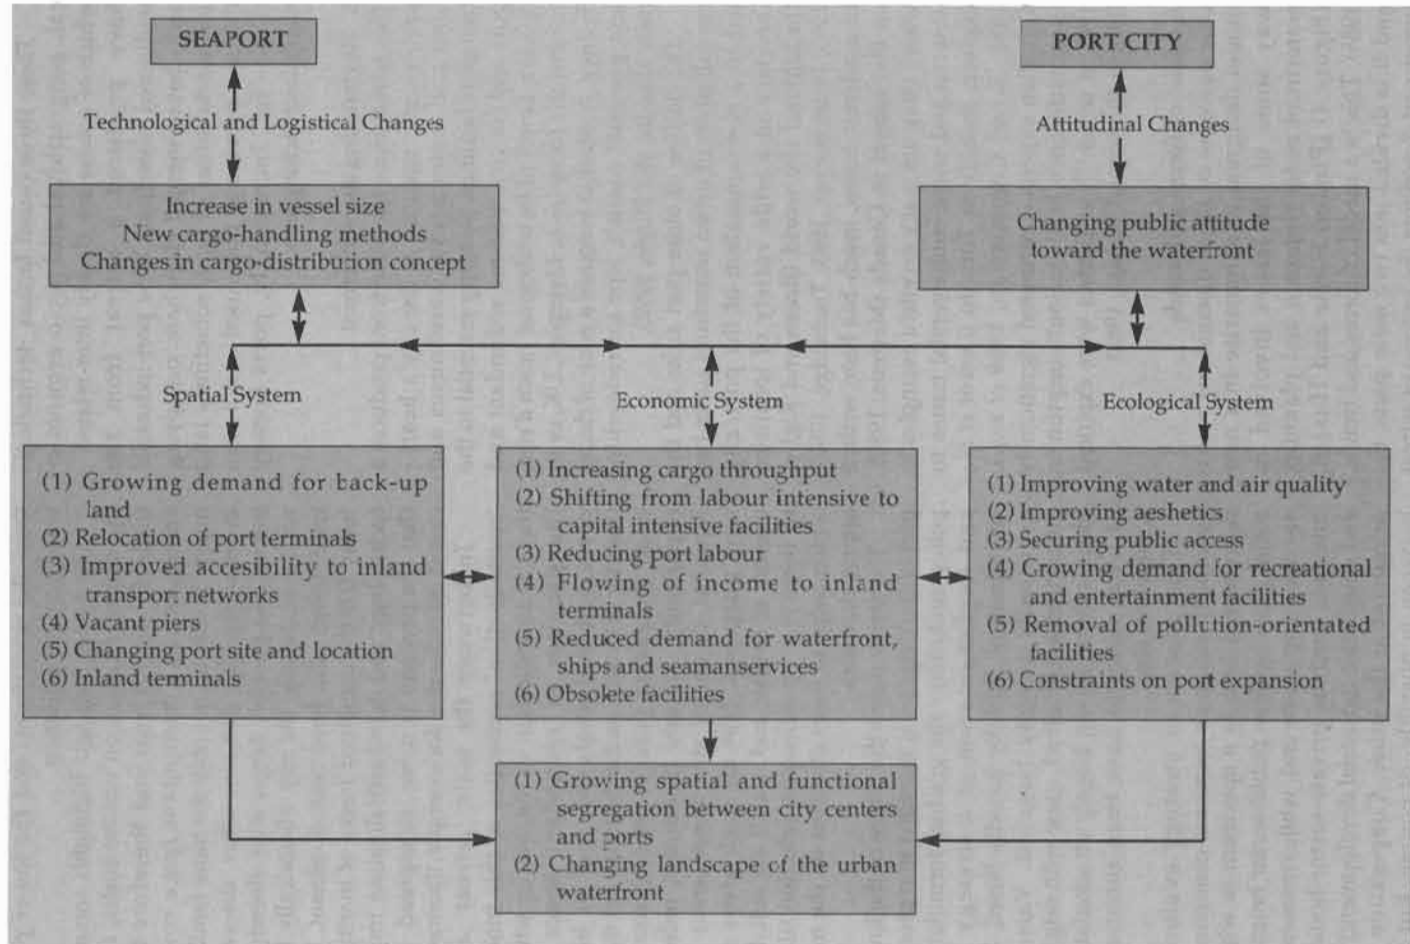 SEAPORT
PORT CITY
Technological and Logistical Changes
Attitudinal Changes
Increase in vessel size
New cargo-handling methods
Changes in cargo-distribution concept
Changing public attitude
toward the waterfront
Spatial System
Economic System
Ecological System
(1) Growing demand for back-up
land
(2) Relocation of port terminals
(3) Improved accesibility to inland
transport networks
(4) Vacant piers
(5) Changing port site and location
(6) Inland terminals
(1) Increasing cargo throughput
(2) Shifting from labour intensive to
capital intensive facilities
(3) Reducing port labour
(4) Flowing of income to inland
terminals
(5) Reduced demand for waterfront,
ships and seamanservices
(6) Obsolete facilities
(1) Improving water and air quality
(2) Improving aeshetics
(3) Securing public access
(4) Growing demand for recreational
and entertainment facilities
(5) Removal of pollution-orientated
facilities
(6) Constraints on port expansion
(1) Growing spatial and functional
segregation between city centers
and ports
(2) Changing landscape of the urban
waterfront